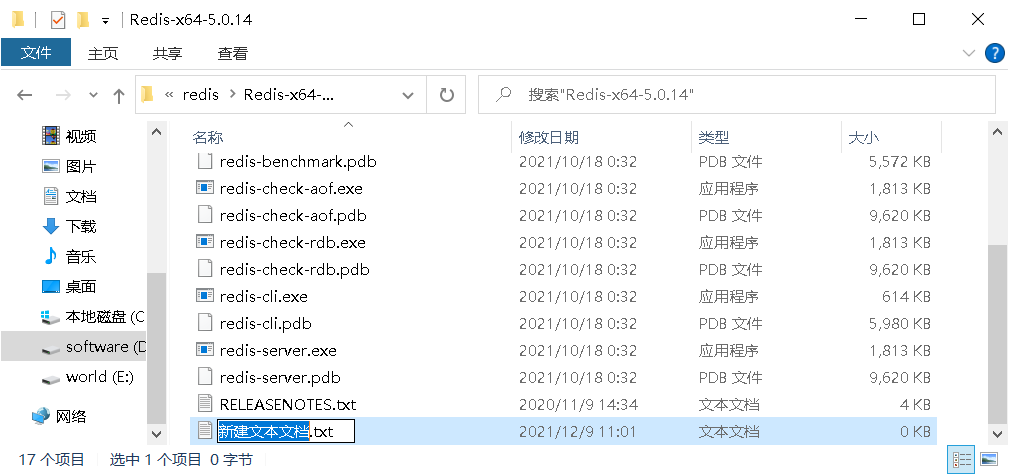 Redis-x64-5.0.14
文件 主页 共享 查看
« redis > Redis-x64-... 搜索"Redis-x64-5.0.14"
名称 修改日期 类型 大小
视频
图片
文档
下载
音乐
桌面
本地磁盘 (C
software (D
world (E:)
网络
redis-benchmark.pdb 2021/10/18 0:32 PDB 文件 5,572 KB
redis-check-aof.exe 2021/10/18 0:32 应用程序 1,813 KB
redis-check-aof.pdb 2021/10/18 0:32 PDB 文件 9,620 KB
redis-check-rdb.exe 2021/10/18 0:32 应用程序 1,813 KB
redis-check-rdb.pdb 2021/10/18 0:32 PDB 文件 9,620 KB
redis-cli.exe 2021/10/18 0:32 应用程序 614 KB
redis-cli.pdb 2021/10/18 0:32 PDB 文件 5,980 KB
redis-server.exe 2021/10/18 0:32 应用程序 1,813 KB
redis-server.pdb 2021/10/18 0:32 PDB 文件 9,620 KB
RELEASENOTES.txt 2020/11/9 14:34 文本文档 4 KB
新建文本文档.txt 2021/12/9 11:01 文本文档 0 KB
17 个项目 选中 1 个项目 0 字节